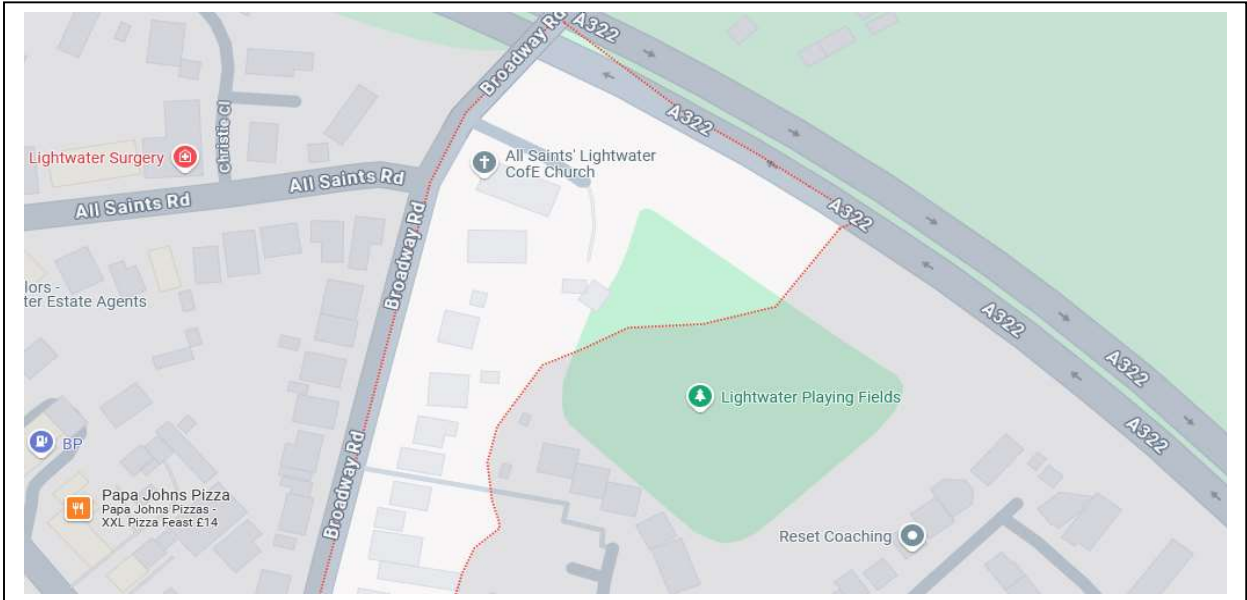 Broadway Rd
A322
Christie Cl
Lightwater Surgery
All Saints' Lightwater
CofE Church
A322
All Saints Rd
All Saints Rd
A322
Broadway Rd
lors -
ter Estate Agents
A322
A322
Lightwater Playing Fields
BP
A322
Broadway Rd
Papa Johns Pizza
Papa Johns Pizzas -
XXL Pizza Feast £14
Reset Coaching